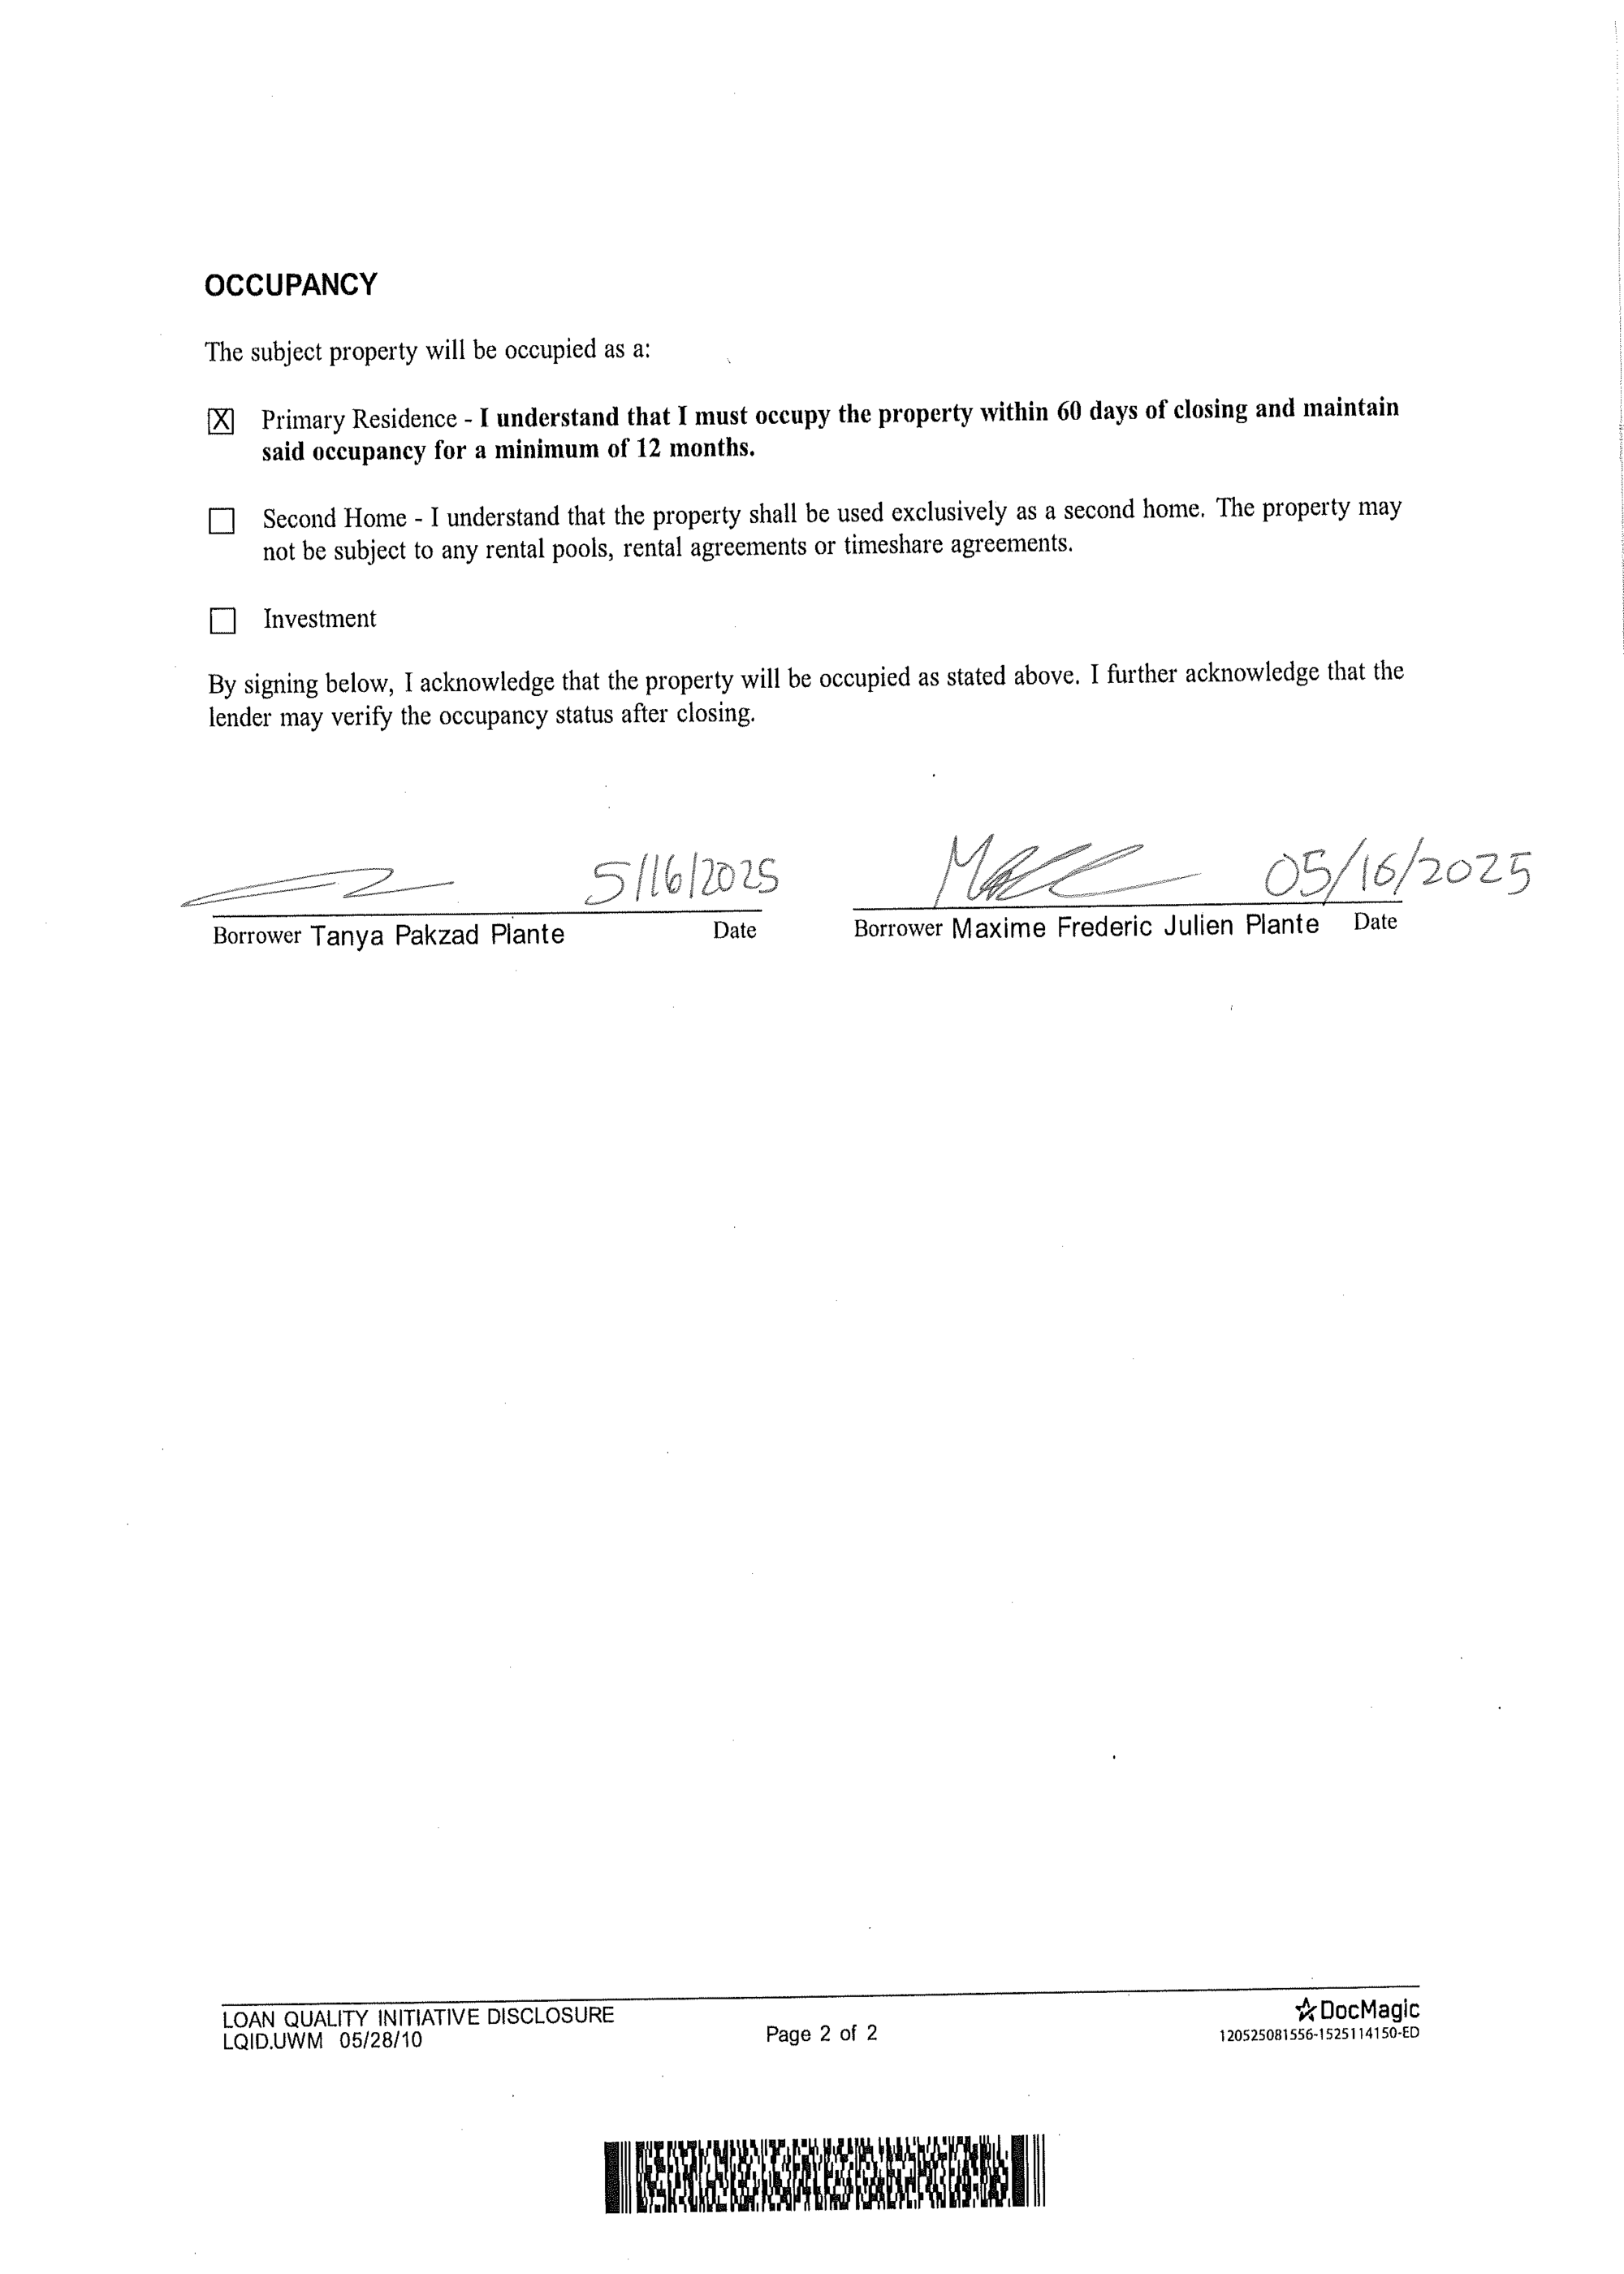 OCCUPANCY
The subject property will be occupied as a:
X Primary Residence - I understand that I must occupy the property within 60 days of closing and maintain
said occupancy for a minimum of 12 months.
Second Home - I understand that the property shall be used exclusively as a second home. The property may
not be subject to any rental pools, rental agreements or timeshare agreements.
Investment
By signing below, I acknowledge that the property will be occupied as stated above. I further acknowledge that the
lender may verify the occupancy status after closing.
5/16/2025 05/16/2025
Borrower Tanya Pakzad Plante Date Borrower Maxime Frederic Julien Plante Date
LOAN QUALITY INITIATIVE DISCLOSURE
LQID.UWM 05/28/10
Page 2 of 2
DocMagic
120525081556-1525114150-ED